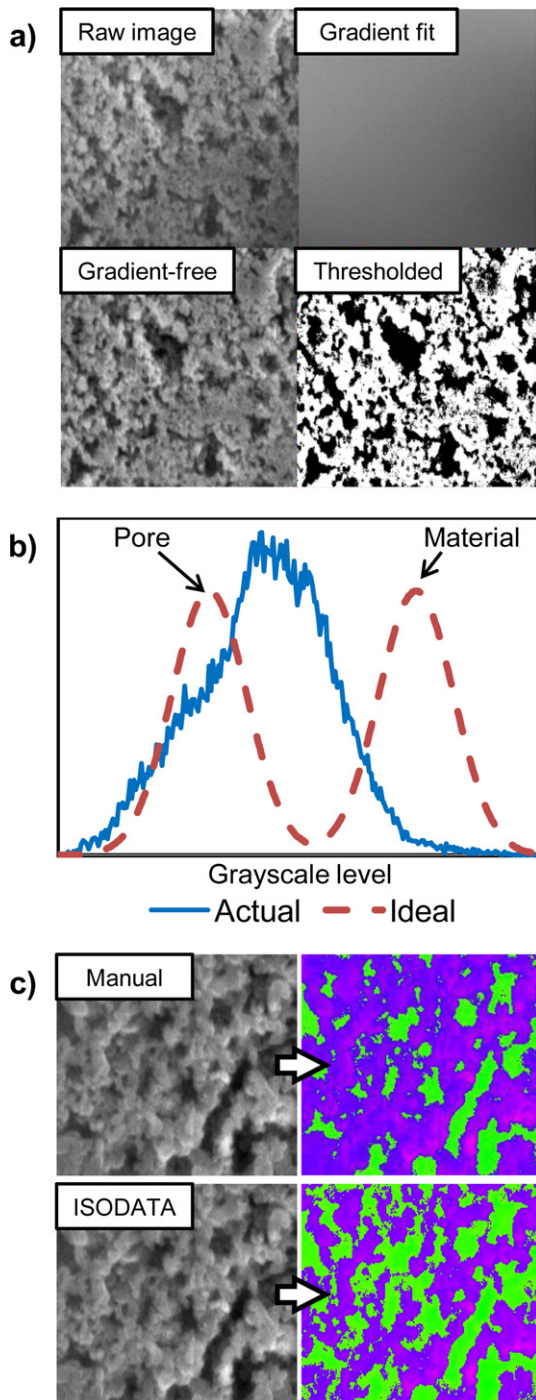 a)
Raw image
Gradient fit
Gradient-free
Thresholded
b)
Pore
Material
Grayscale level
Actual
Ideal
c)
Manual
ISODATA